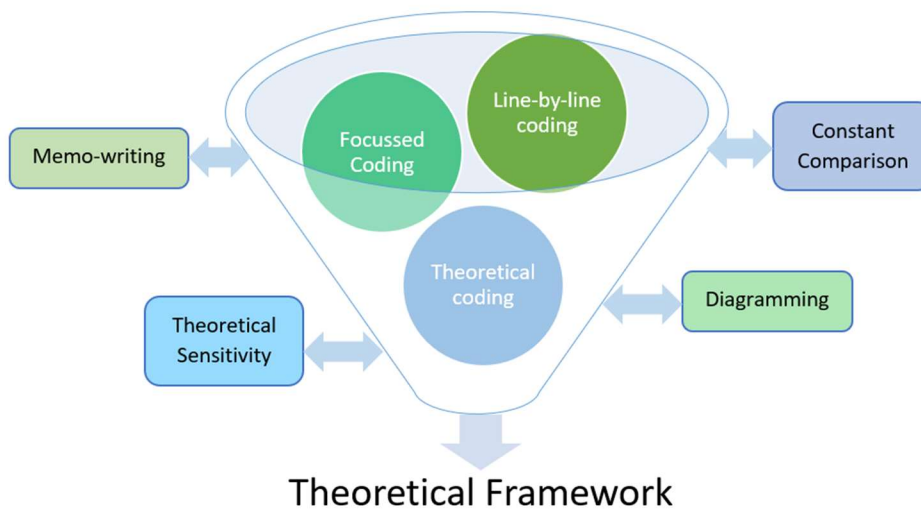 Line-by-line
coding
Focussed
Coding
Memo-writing
Constant
Comparison
Theoretical
coding
Diagramming
Theoretical
Sensitivity
Theoretical Framework